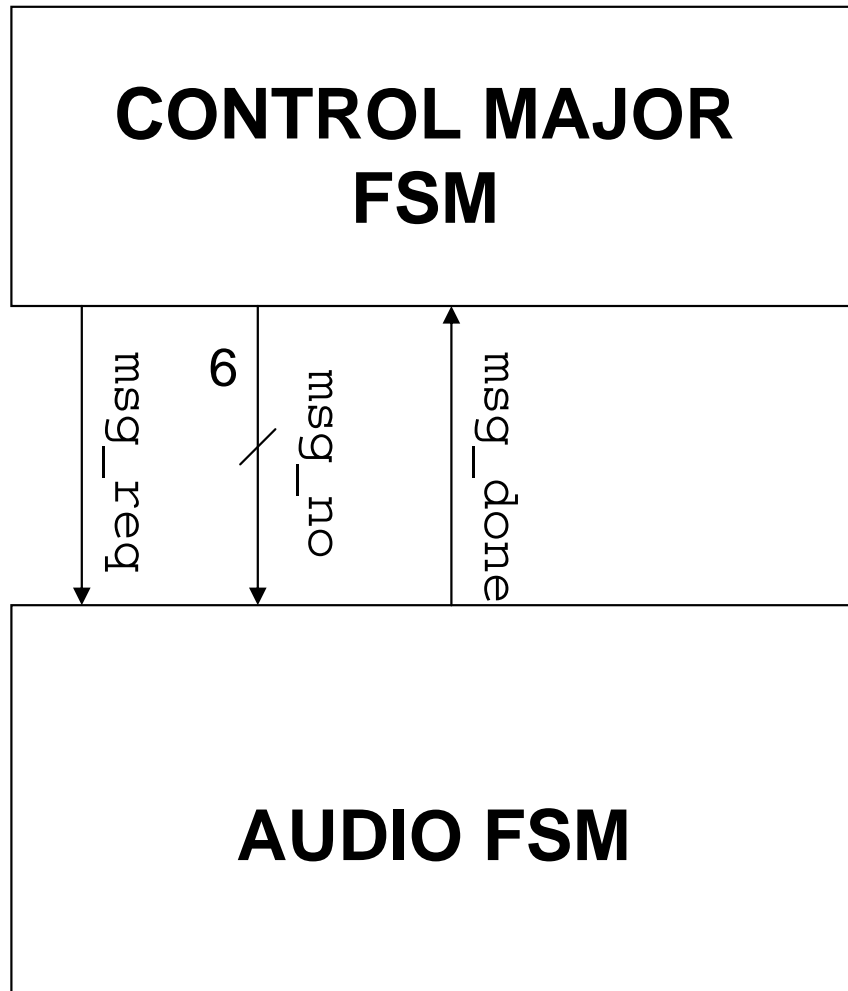 CONTROL MAJOR
FSM
msg_req
6
msg_no
msg_done
AUDIO FSM